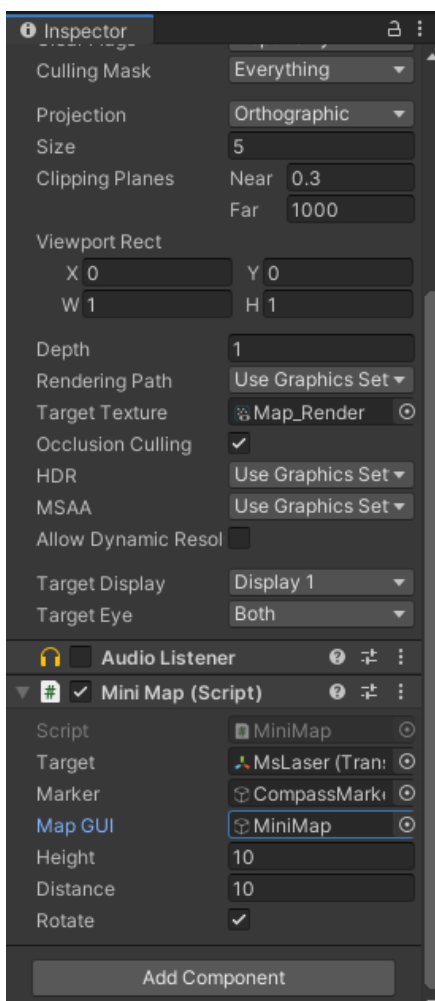 Inspector
Culling Mask Everything
Projection Orthographic
Size 5
Clipping Planes Near 0.3
Far 1000
Viewport Rect
X 0 Y 0
W 1 H 1
Depth 1
Rendering Path Use Graphics Set
Target Texture Map_Render
Occlusion Culling
HDR Use Graphics Set
MSAA Use Graphics Set
Allow Dynamic Resol
Target Display Display 1
Target Eye Both
Audio Listener
# Mini Map (Script)
Script # MiniMap
Target MsLaser (Trans
Marker CompassMark
Map GUI MiniMap
Height 10
Distance 10
Rotate
Add Component